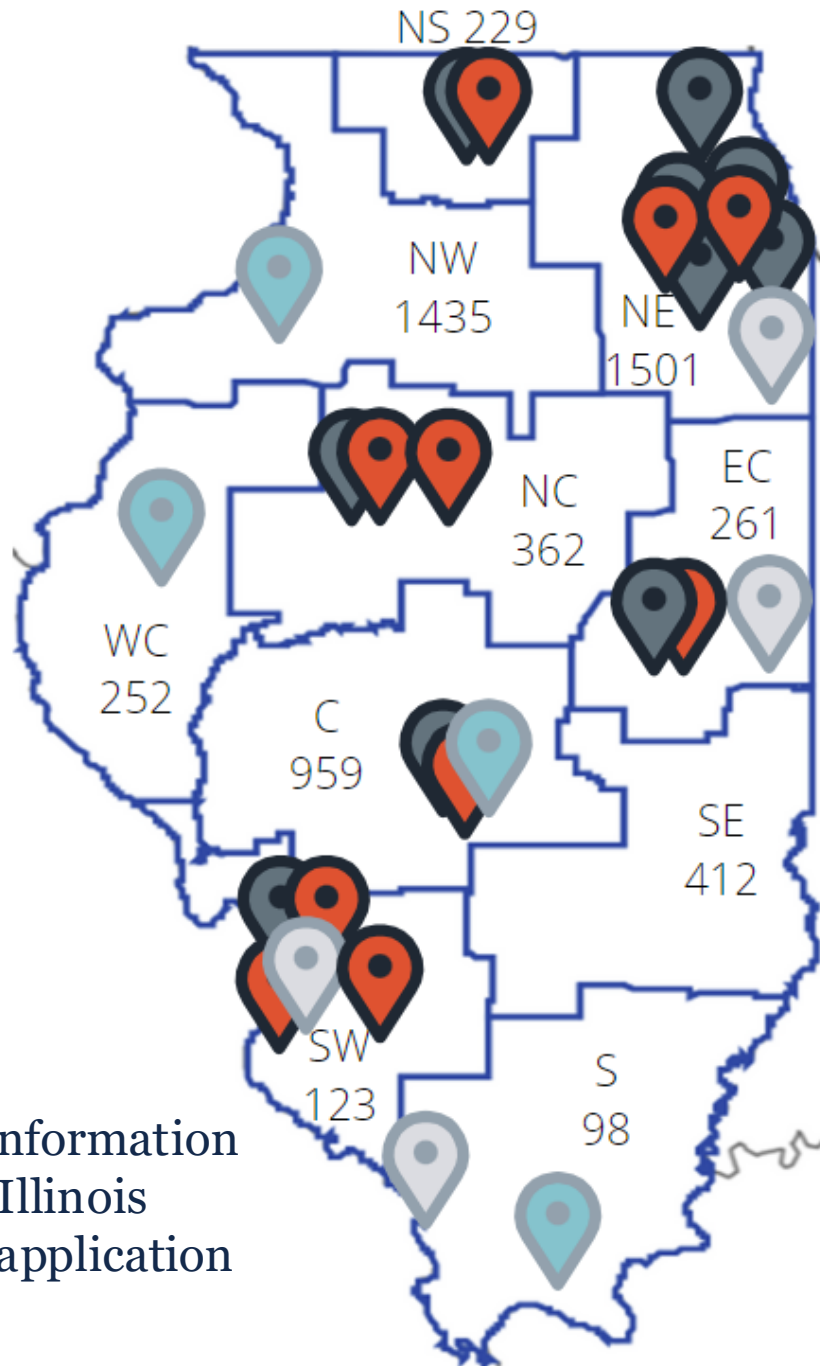 NS 229
NW
1435
NE
1501
NC
362
EC
261
WC
252
C
959
SE
412
SW
123
S
98
nformation
Illinois
application